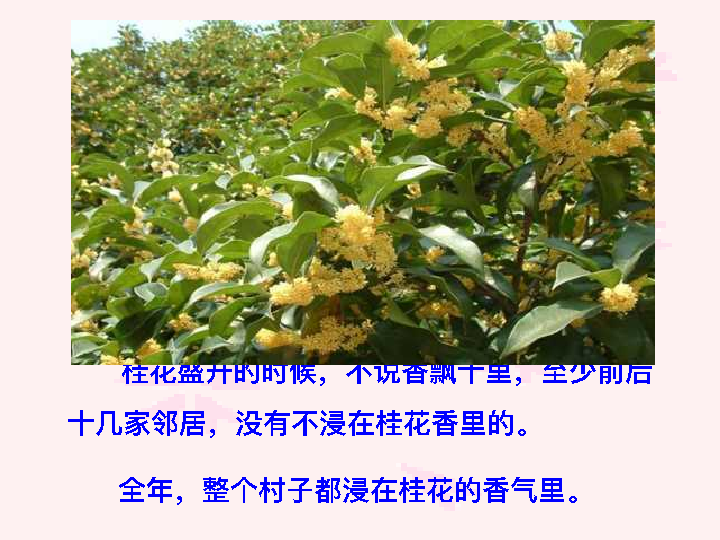 桂花盛开的时候，不说香飘十里，至少前后
十几家邻居，没有不浸在桂花香里的。
全年，整个村子都浸在桂花的香气里。